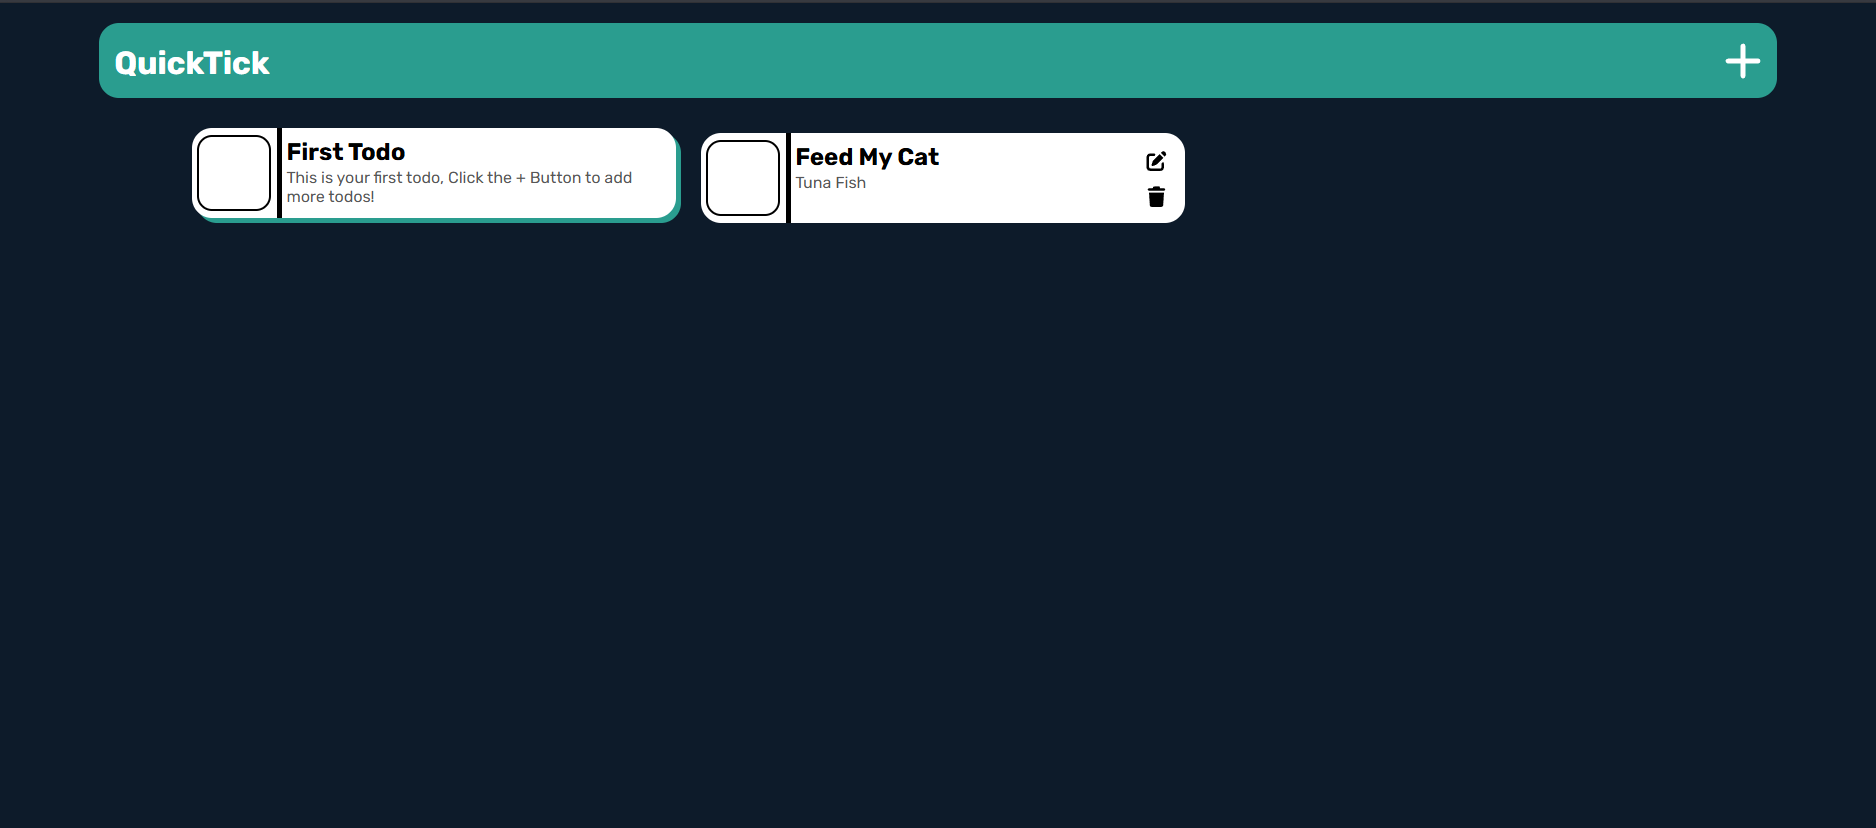 QuickTick
First Todo
This is your first todo, Click the + Button to add
more todos!
Feed My Cat
Tuna Fish